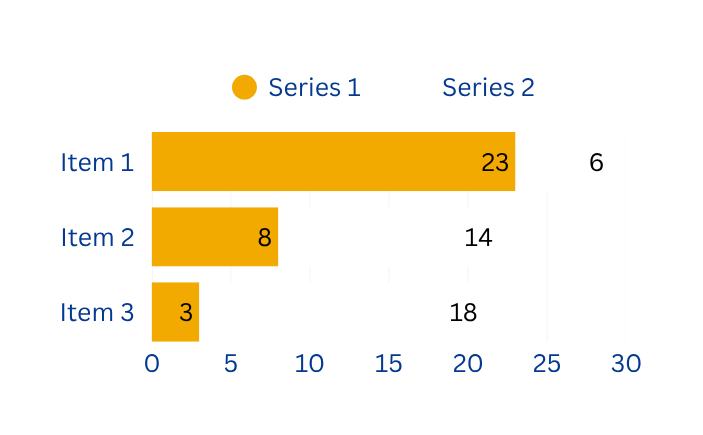 Series 1 Series 2
Item 1 23 6
Item 2 8 14
Item 3 3 18
0 5 10 15 20 25 30